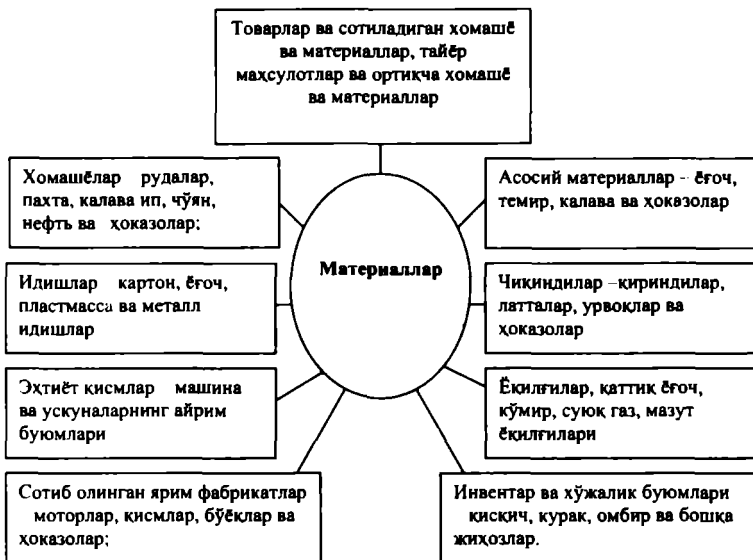 Товарлар ва сотиладиган хомашё
ва материаллар, тайёр
маҳсулотлар ва ортиқча хомашё
ва материаллар
Хомашёлар рудалар,
пахта, калава ип, чўян,
нефть ва ҳоказолар;
Асосий материаллар – ёғоч,
темир, калава ва ҳоказолар
Материаллар
Идишлар картон, ёғоч,
пластмасса ва металл
идишлар
Чиқиндилар –қириндилар,
латталар, урвоқлар ва
ҳоказолар
Эҳтиёт қисмлар машина
ва ускуналарнинг айрим
буюмлари
Ёқилғилар, қаттиқ ёғоч,
кўмир, суюқ газ, мазут
ёқилғилари
Сотиб олинган ярим фабрикатлар
моторлар, қисмлар, бўёқлар ва
ҳоказолар;
Инвентар ва хўжалик буюмлари
қисқич, курак, омбир ва бошқа
жиҳозлар.